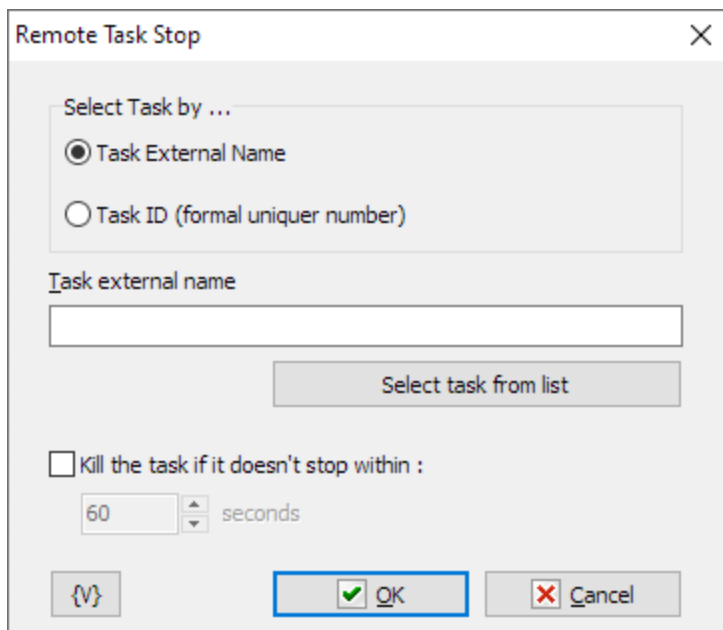 Remote Task Stop
Select Task by ...
Task External Name
Task ID (formal uniquer number)
Task external name
Select task from list
Kill the task if it doesn't stop within :
60 seconds
{V} OK Cancel